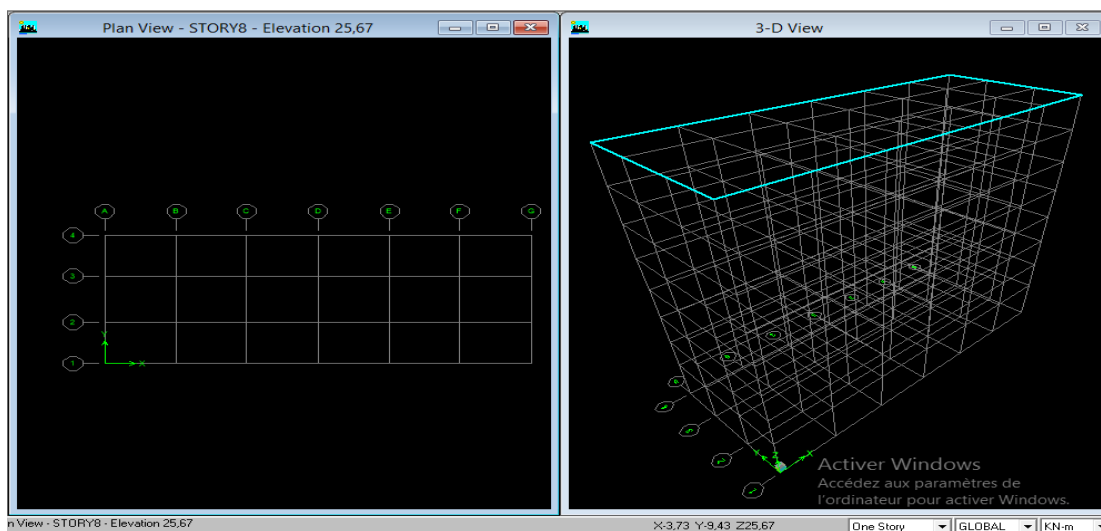 Plan View - STORY8 - Elevation 25,67
A B C D E F G
4
3
2
Y
1
X
3-D View
Y Z X
Activer Windows
Accédez aux paramètres de
l'ordinateur pour activer Windows.
n View - STORY8 - Elevation 25,67
X-3,73 Y-9,43 Z25,67
One Story
GLOBAL
KN-m